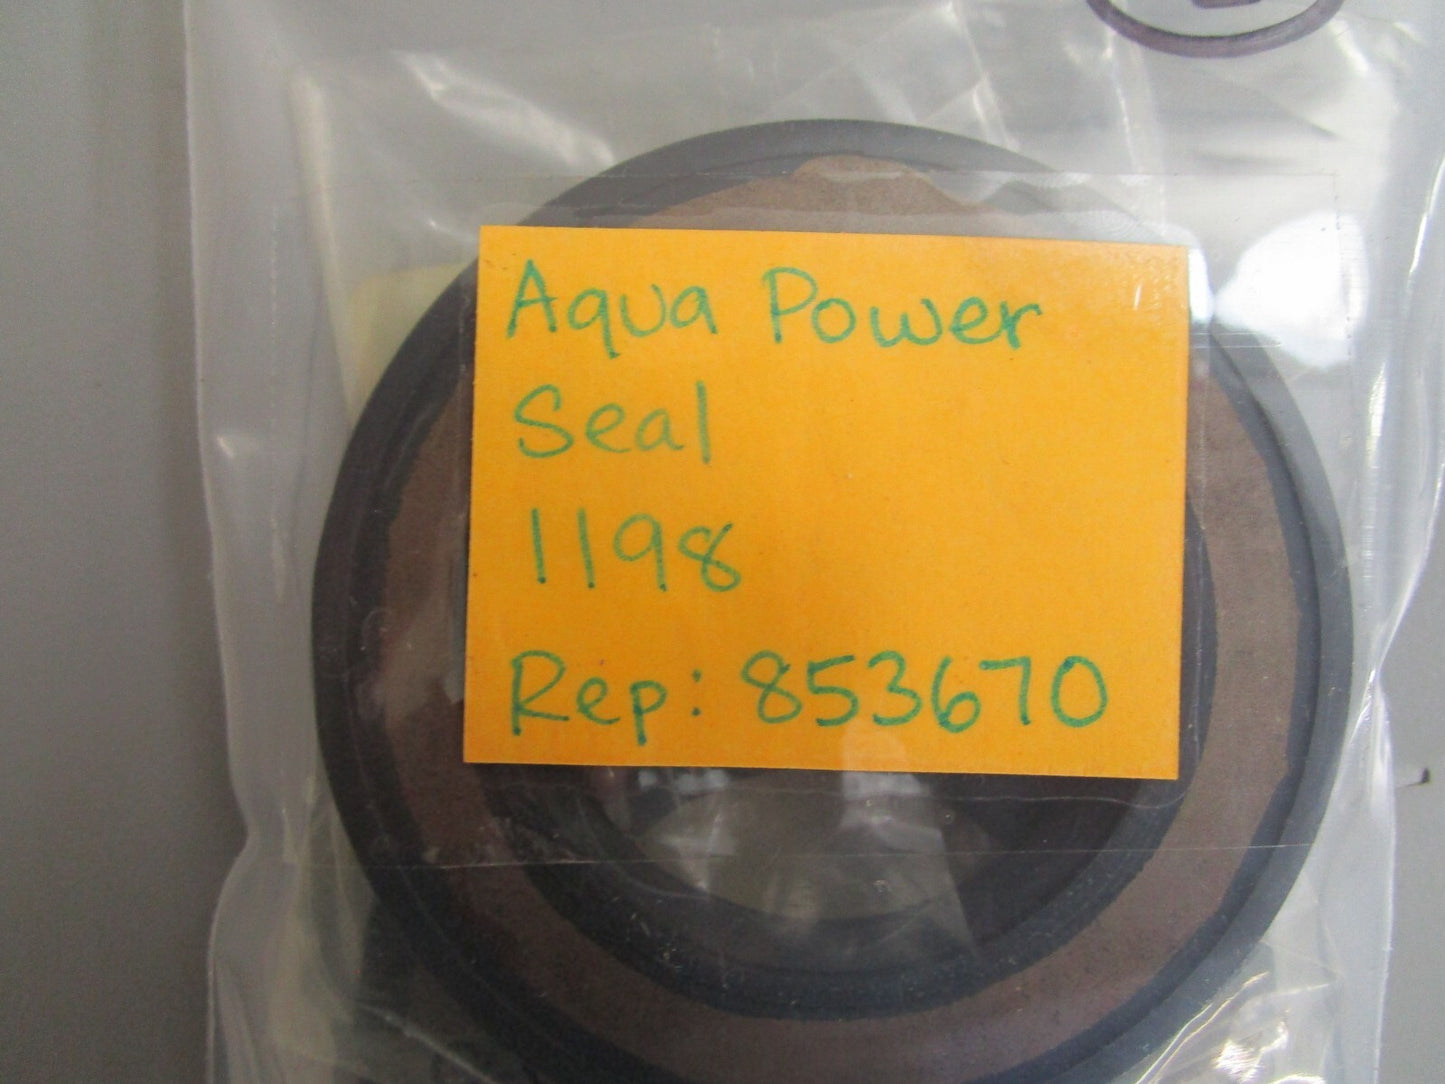 Aqua Power
Seal
1198
Rep: 853670